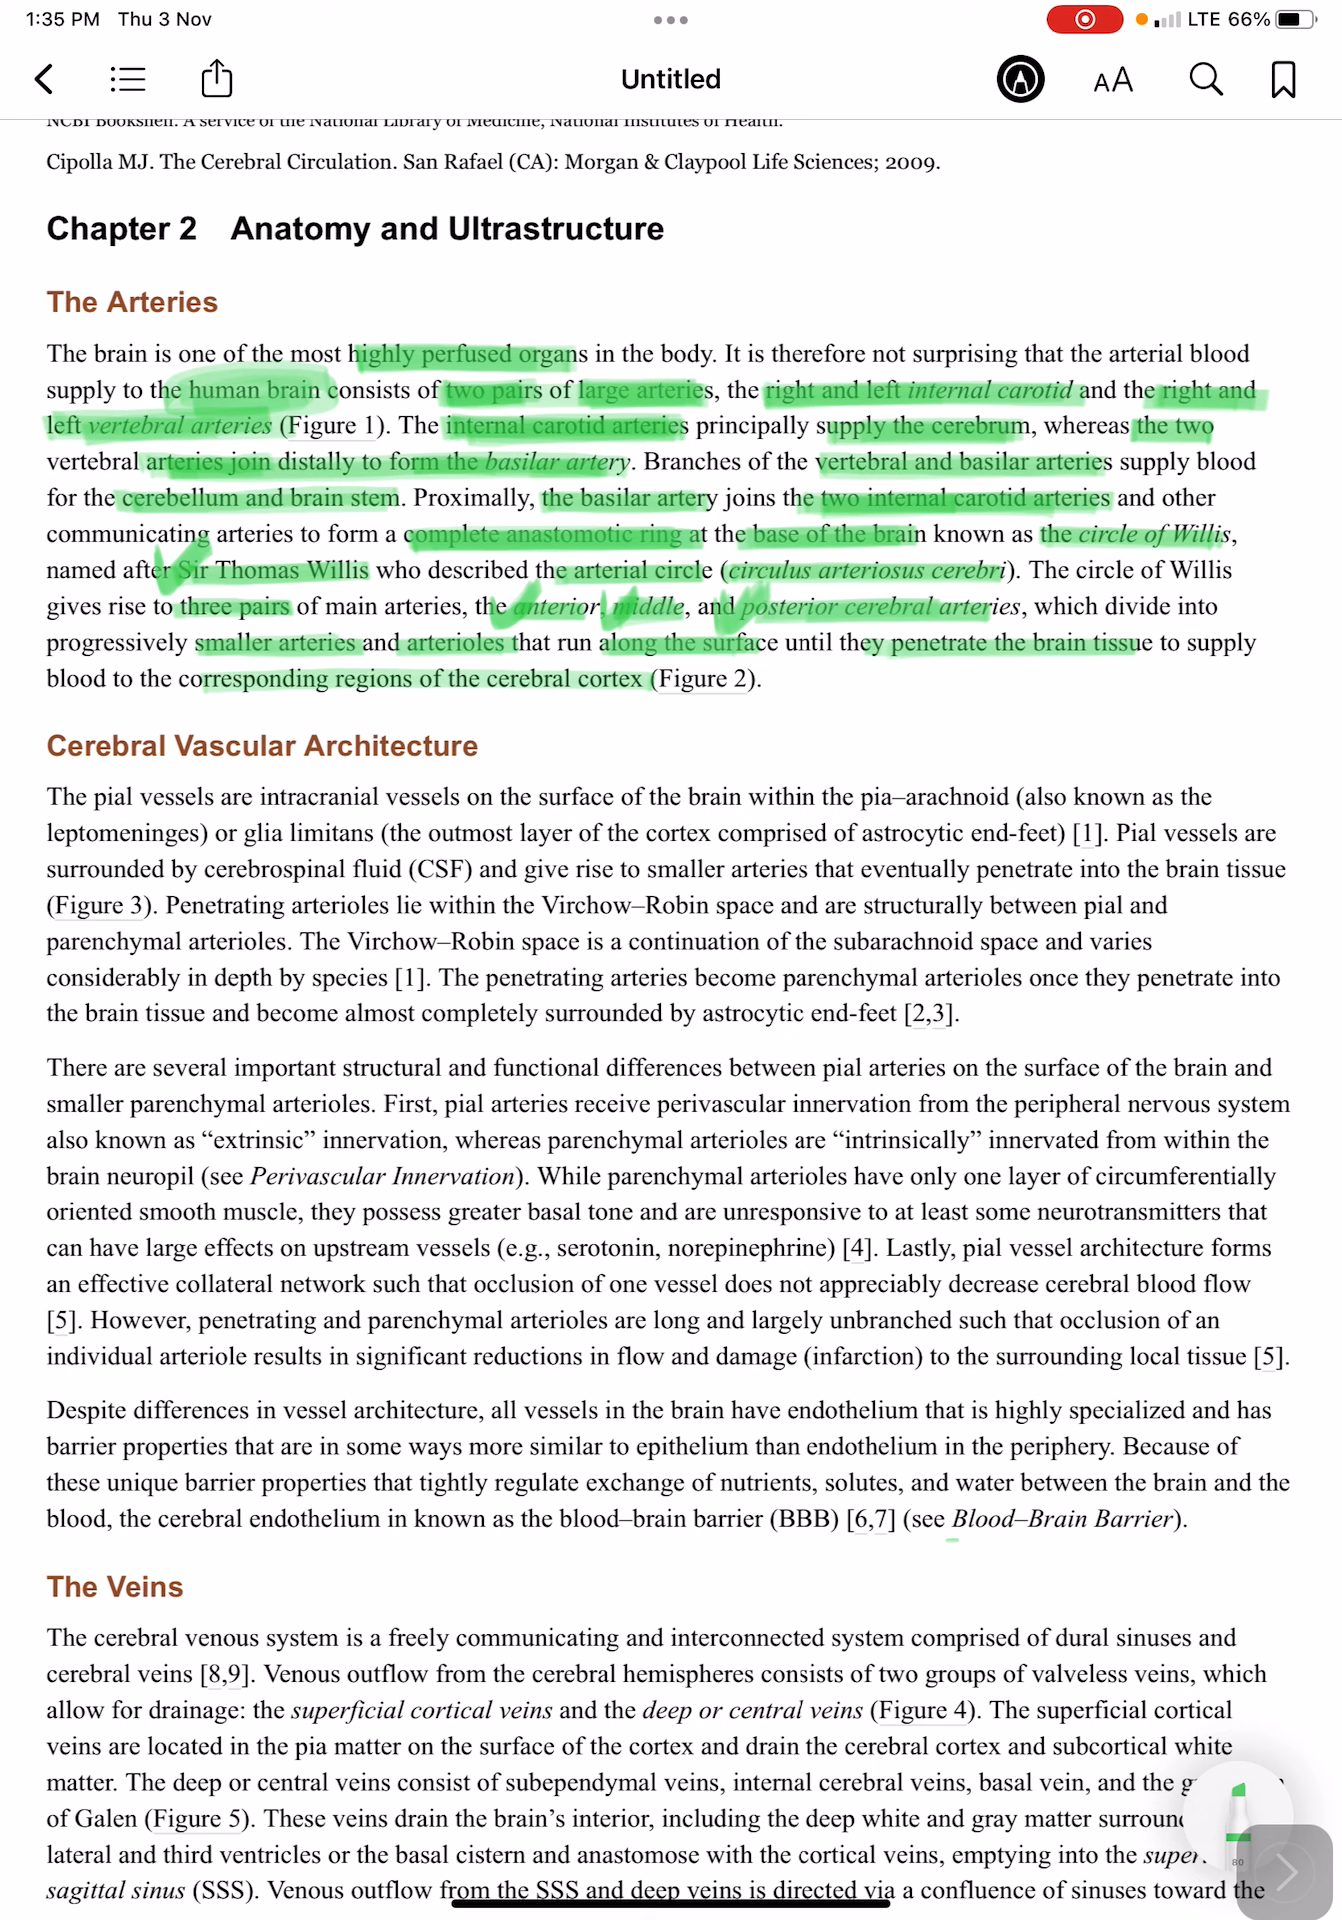 1:35 PM Thu 3 Nov
LTE 66%
Untitled
AA
NCBI Bookshelf. A service of the National Library of Medicine, National Institutes of Health.
Cipolla MJ. The Cerebral Circulation. San Rafael (CA): Morgan & Claypool Life Sciences; 2009.
Chapter 2 Anatomy and Ultrastructure
The Arteries
The brain is one of the most highly perfused organs in the body. It is therefore not surprising that the arterial blood
supply to the human brain consists of two pairs of large arteries, the right and left internal carotid and the right and
left vertebral arteries (Figure 1). The internal carotid arteries principally supply the cerebrum, whereas the two
vertebral arteries join distally to form the basilar artery. Branches of the vertebral and basilar arteries supply blood
for the cerebellum and brain stem. Proximally, the basilar artery joins the two internal carotid arteries and other
communicating arteries to form a complete anastomotic ring at the base of the brain known as the circle of Willis,
named after Sir Thomas Willis who described the arterial circle (circulus arteriosus cerebri). The circle of Willis
gives rise to three pairs of main arteries, the anterior, middle, and posterior cerebral arteries, which divide into
progressively smaller arteries and arterioles that run along the surface until they penetrate the brain tissue to supply
blood to the corresponding regions of the cerebral cortex (Figure 2).
Cerebral Vascular Architecture
The pial vessels are intracranial vessels on the surface of the brain within the pia–arachnoid (also known as the
leptomeninges) or glia limitans (the outmost layer of the cortex comprised of astrocytic end-feet) [1]. Pial vessels are
surrounded by cerebrospinal fluid (CSF) and give rise to smaller arteries that eventually penetrate into the brain tissue
(Figure 3). Penetrating arterioles lie within the Virchow–Robin space and are structurally between pial and
parenchymal arterioles. The Virchow–Robin space is a continuation of the subarachnoid space and varies
considerably in depth by species [1]. The penetrating arteries become parenchymal arterioles once they penetrate into
the brain tissue and become almost completely surrounded by astrocytic end-feet [2,3].
There are several important structural and functional differences between pial arteries on the surface of the brain and
smaller parenchymal arterioles. First, pial arteries receive perivascular innervation from the peripheral nervous system
also known as “extrinsic” innervation, whereas parenchymal arterioles are “intrinsically” innervated from within the
brain neuropil (see Perivascular Innervation). While parenchymal arterioles have only one layer of circumferentially
oriented smooth muscle, they possess greater basal tone and are unresponsive to at least some neurotransmitters that
can have large effects on upstream vessels (e.g., serotonin, norepinephrine) [4]. Lastly, pial vessel architecture forms
an effective collateral network such that occlusion of one vessel does not appreciably decrease cerebral blood flow
[5]. However, penetrating and parenchymal arterioles are long and largely unbranched such that occlusion of an
individual arteriole results in significant reductions in flow and damage (infarction) to the surrounding local tissue [5].
Despite differences in vessel architecture, all vessels in the brain have endothelium that is highly specialized and has
barrier properties that are in some ways more similar to epithelium than endothelium in the periphery. Because of
these unique barrier properties that tightly regulate exchange of nutrients, solutes, and water between the brain and the
blood, the cerebral endothelium in known as the blood–brain barrier (BBB) [6,7] (see Blood–Brain Barrier).
The Veins
The cerebral venous system is a freely communicating and interconnected system comprised of dural sinuses and
cerebral veins [8,9]. Venous outflow from the cerebral hemispheres consists of two groups of valveless veins, which
allow for drainage: the superficial cortical veins and the deep or central veins (Figure 4). The superficial cortical
veins are located in the pia matter on the surface of the cortex and drain the cerebral cortex and subcortical white
matter. The deep or central veins consist of subependymal veins, internal cerebral veins, basal vein, and the
of Galen (Figure 5). These veins drain the brain’s interior, including the deep white and gray matter
lateral and third ventricles or the basal cistern and anastomose with the cortical veins, emptying into the
80
sagittal sinus (SSS). Venous outflow from the SSS and deep veins is directed via a confluence of sinuses toward the